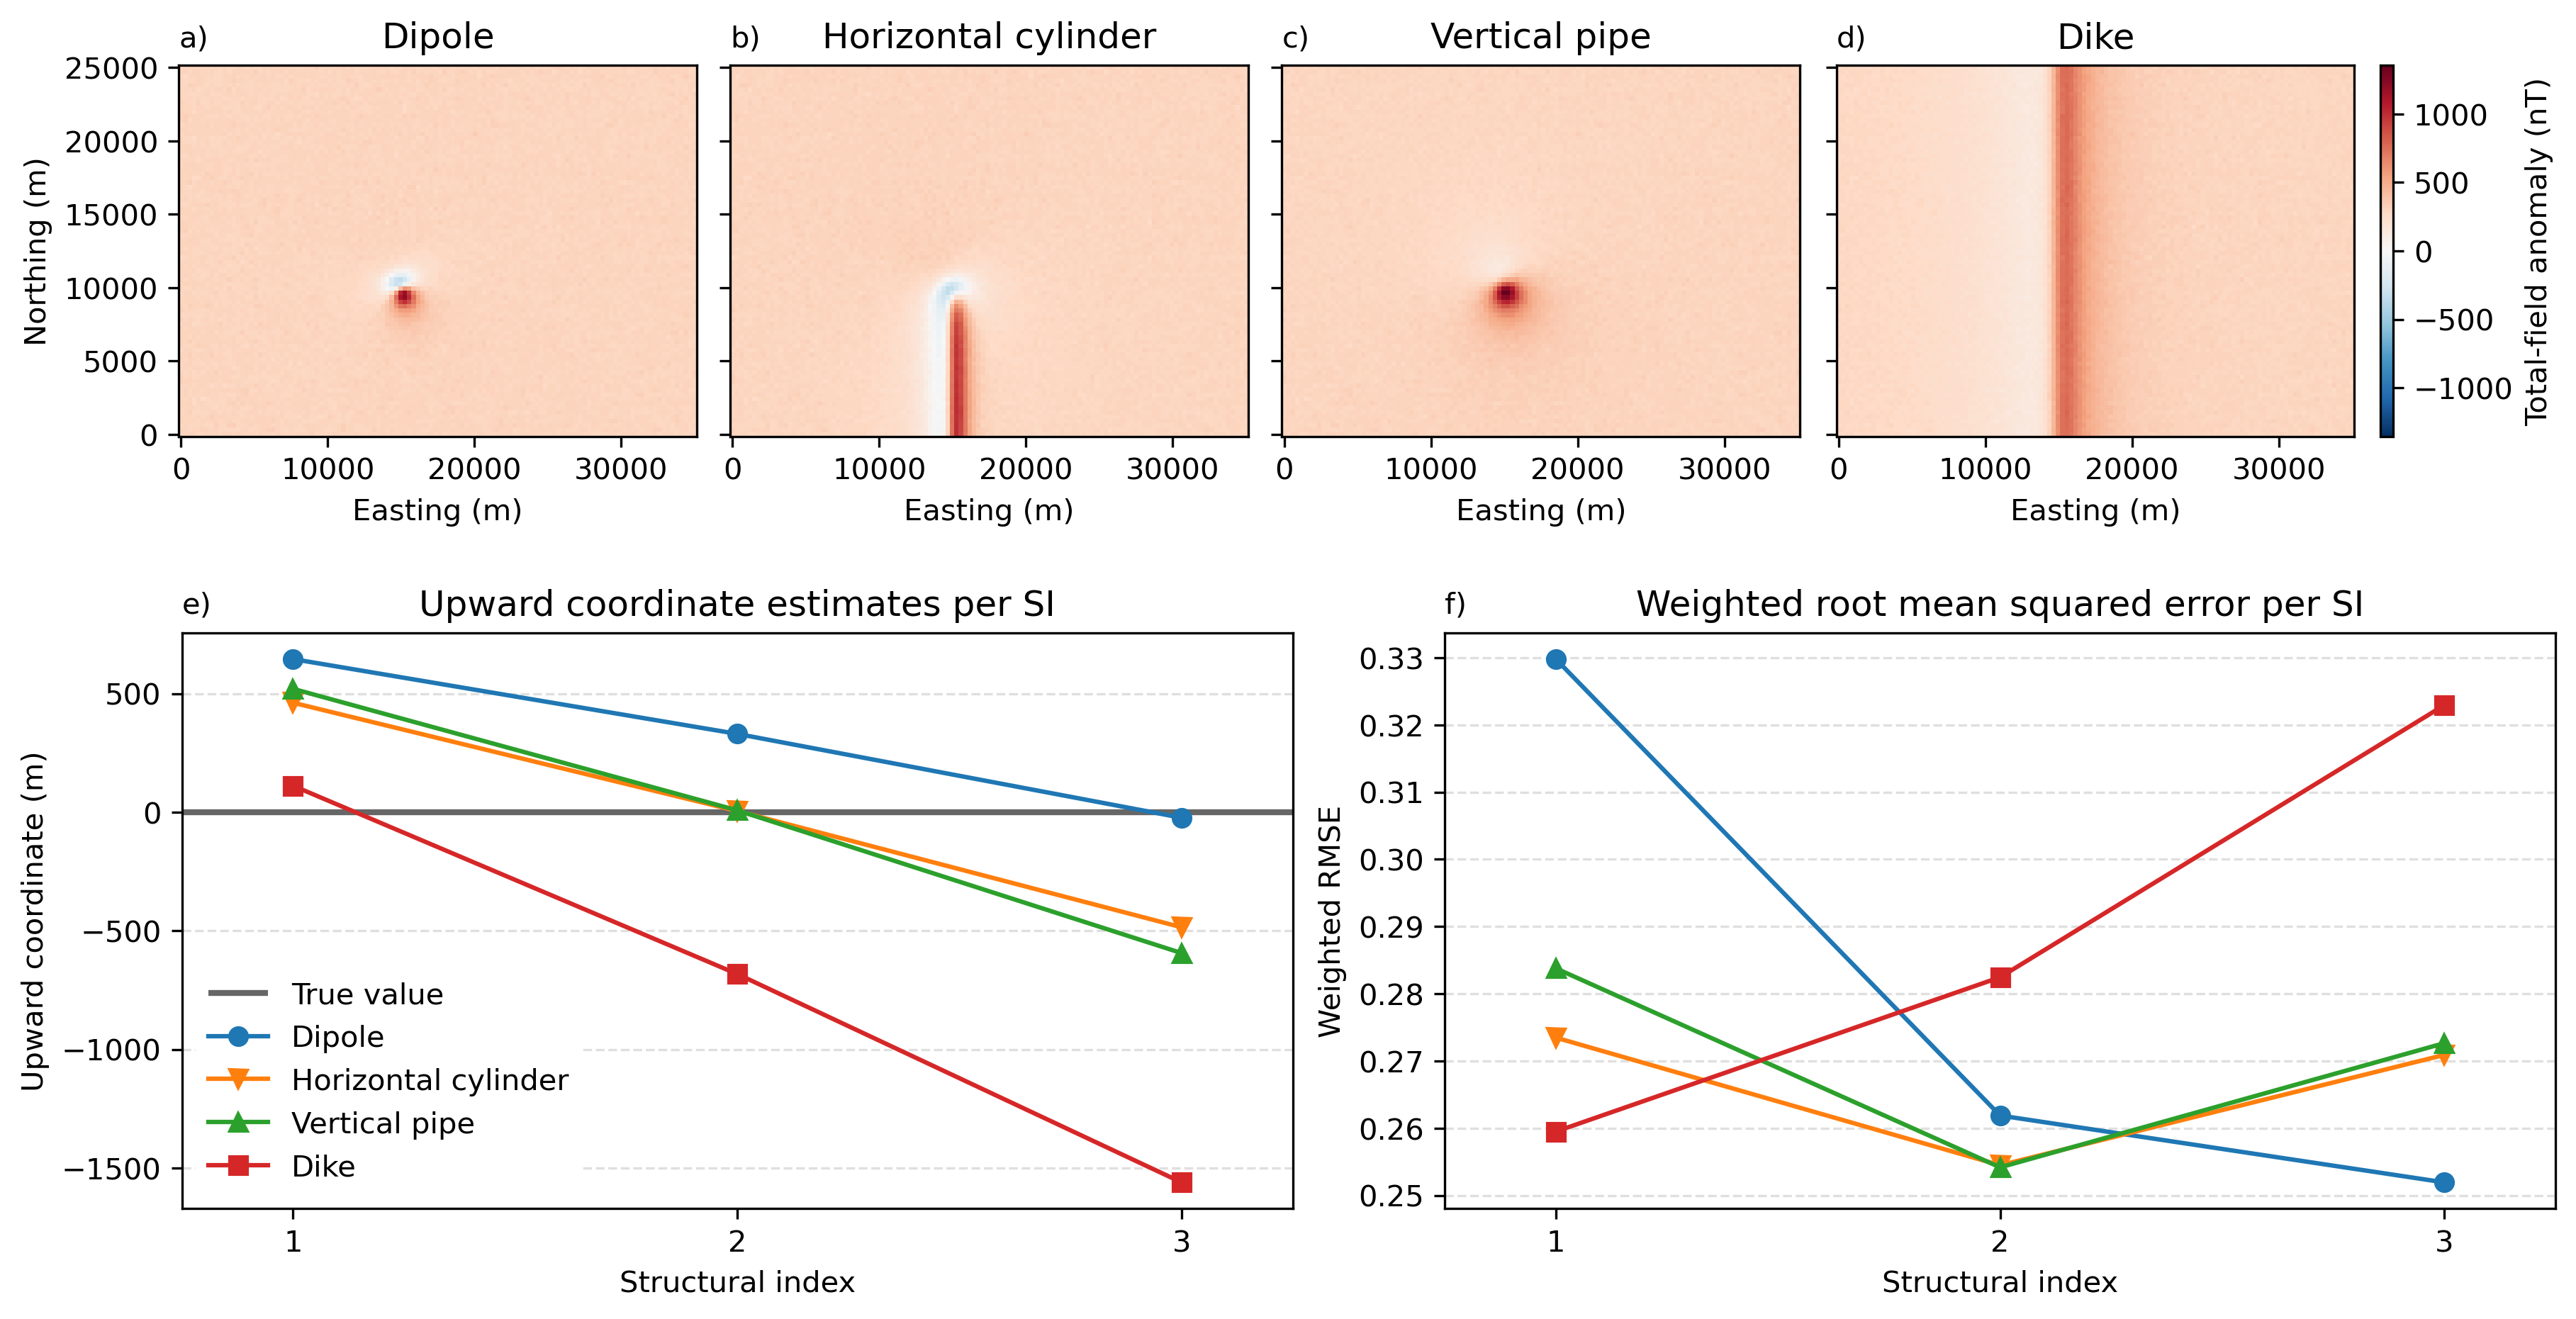 a) Dipole
b) Horizontal cylinder
c) Vertical pipe
d) Dike
25000
20000
15000
10000
5000
0
Northing (m)
0 10000 20000 30000
Easting (m)
0 10000 20000 30000
Easting (m)
0 10000 20000 30000
Easting (m)
0 10000 20000 30000
Easting (m)
1000
500
0
−500
−1000
Total-field anomaly (nT)
e) Upward coordinate estimates per SI
500
0
−500
−1000
−1500
Upward coordinate (m)
True value
Dipole
Horizontal cylinder
Vertical pipe
Dike
1 2 3
Structural index
f) Weighted root mean squared error per SI
0.33
0.32
0.31
0.30
0.29
0.28
0.27
0.26
0.25
Weighted RMSE
1 2 3
Structural index